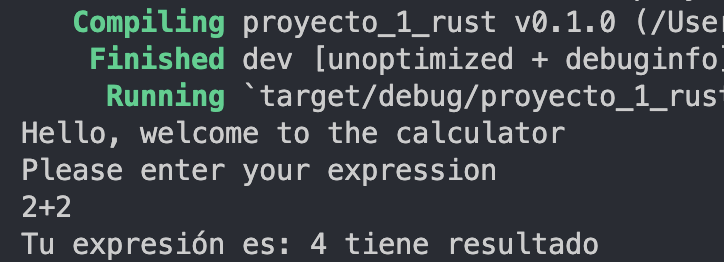 Compiling proyecto_1_rust v0.1.0 (/User
Finished dev [unoptimized + debuginfo]
Running `target/debug/proyecto_1_rust
Hello, welcome to the calculator
Please enter your expression
2+2
Tu expresión es: 4 tiene resultado